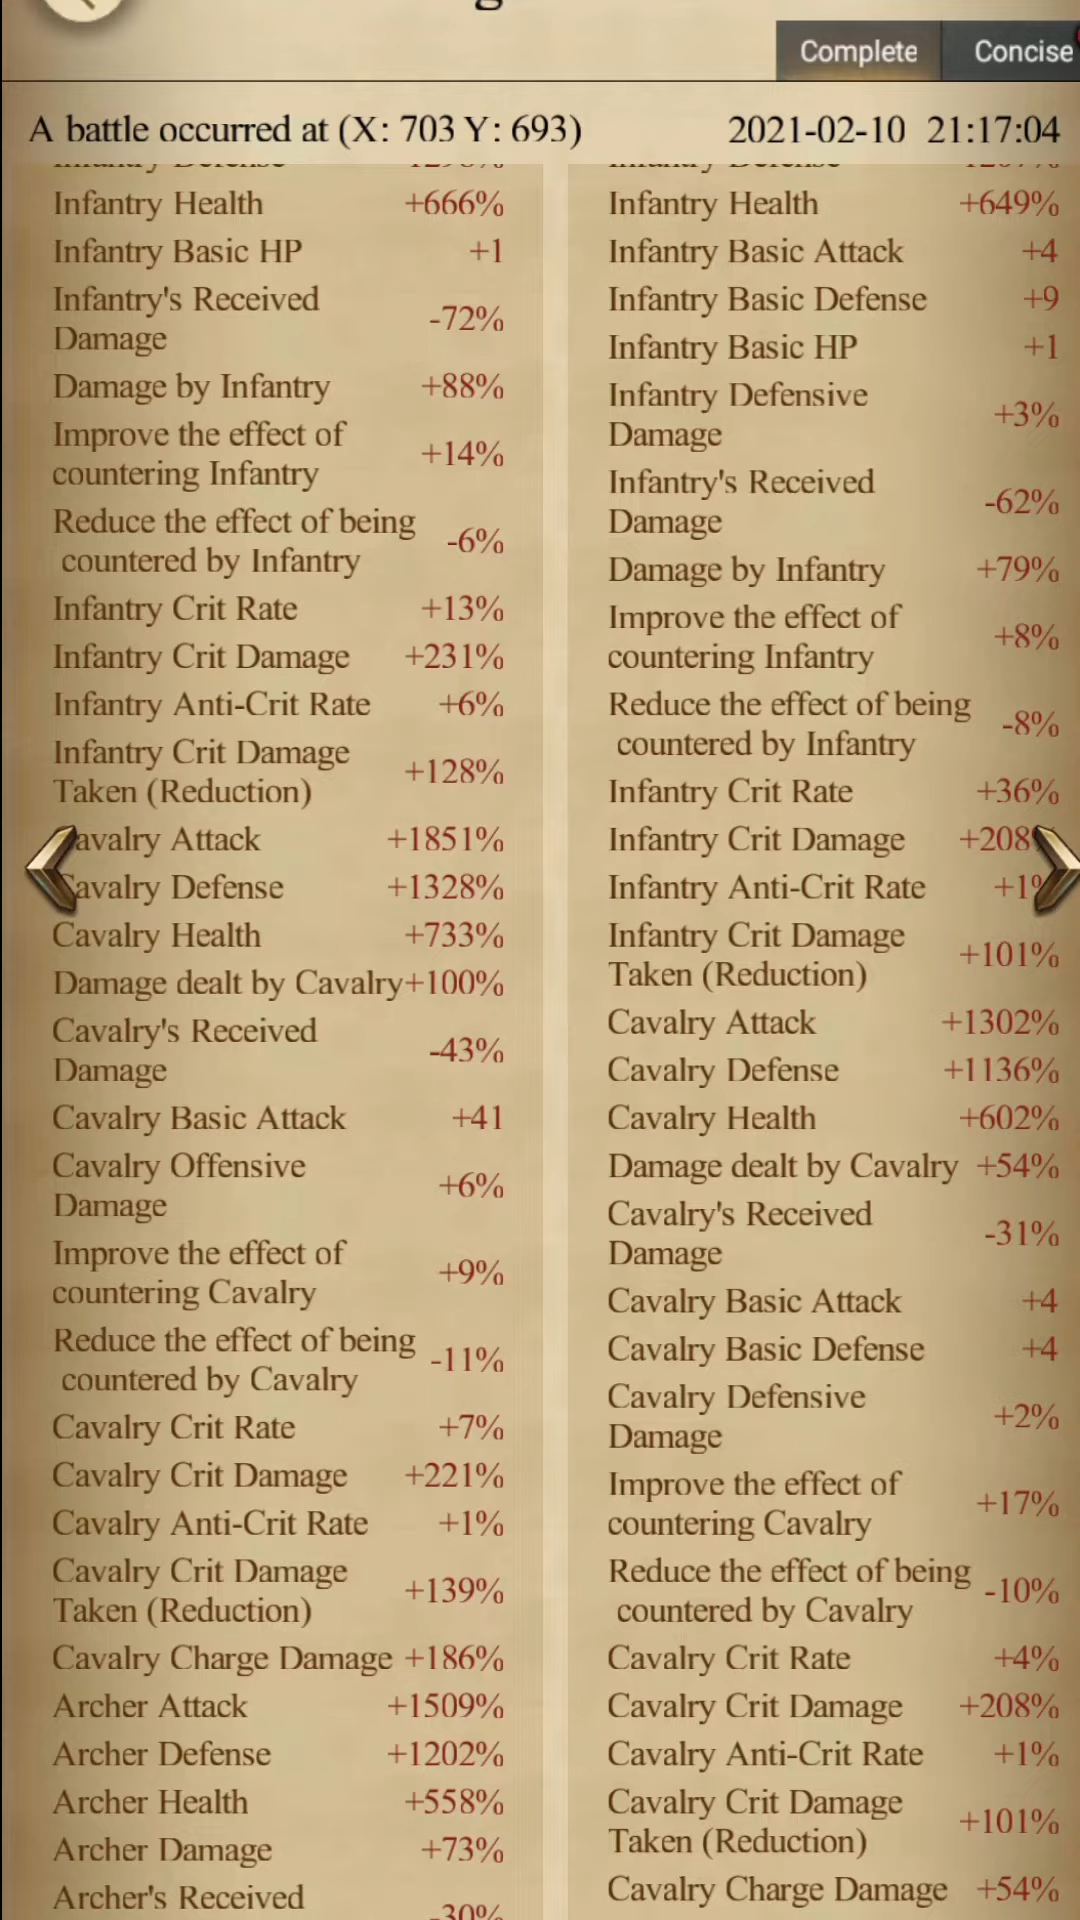 Complete
Concise
A battle occurred at (X: 703 Y: 693) 2021-02-10 21:17:04
Infantry Health +666%
Infantry Basic HP +1
Infantry's Received
Damage -72%
Damage by Infantry +88%
Improve the effect of
countering Infantry +14%
Reduce the effect of being
countered by Infantry -6%
Infantry Crit Rate +13%
Infantry Crit Damage +231%
Infantry Anti-Crit Rate +6%
Infantry Crit Damage
Taken (Reduction) +128%
avalry Attack +1851%
Cavalry Defense +1328%
Cavalry Health +733%
Damage dealt by Cavalry +100%
Cavalry's Received
Damage -43%
Cavalry Basic Attack +41
Cavalry Offensive
Damage +6%
Improve the effect of
countering Cavalry +9%
Reduce the effect of being
countered by Cavalry -11%
Cavalry Crit Rate +7%
Cavalry Crit Damage +221%
Cavalry Anti-Crit Rate +1%
Cavalry Crit Damage
Taken (Reduction) +139%
Cavalry Charge Damage +186%
Archer Attack +1509%
Archer Defense +1202%
Archer Health +558%
Archer Damage +73%
Archer's Received
-30%
Infantry Health +649%
Infantry Basic Attack +4
Infantry Basic Defense +9
Infantry Basic HP +1
Infantry Defensive
Damage +3%
Infantry's Received
Damage -62%
Damage by Infantry +79%
Improve the effect of
countering Infantry +8%
Reduce the effect of being
countered by Infantry -8%
Infantry Crit Rate +36%
Infantry Crit Damage +208%
Infantry Anti-Crit Rate +1%
Infantry Crit Damage
Taken (Reduction) +101%
Cavalry Attack +1302%
Cavalry Defense +1136%
Cavalry Health +602%
Damage dealt by Cavalry +54%
Cavalry's Received
Damage -31%
Cavalry Basic Attack +4
Cavalry Basic Defense +4
Cavalry Defensive
Damage +2%
Improve the effect of
countering Cavalry +17%
Reduce the effect of being
countered by Cavalry -10%
Cavalry Crit Rate +4%
Cavalry Crit Damage +208%
Cavalry Anti-Crit Rate +1%
Cavalry Crit Damage
Taken (Reduction) +101%
Cavalry Charge Damage +54%